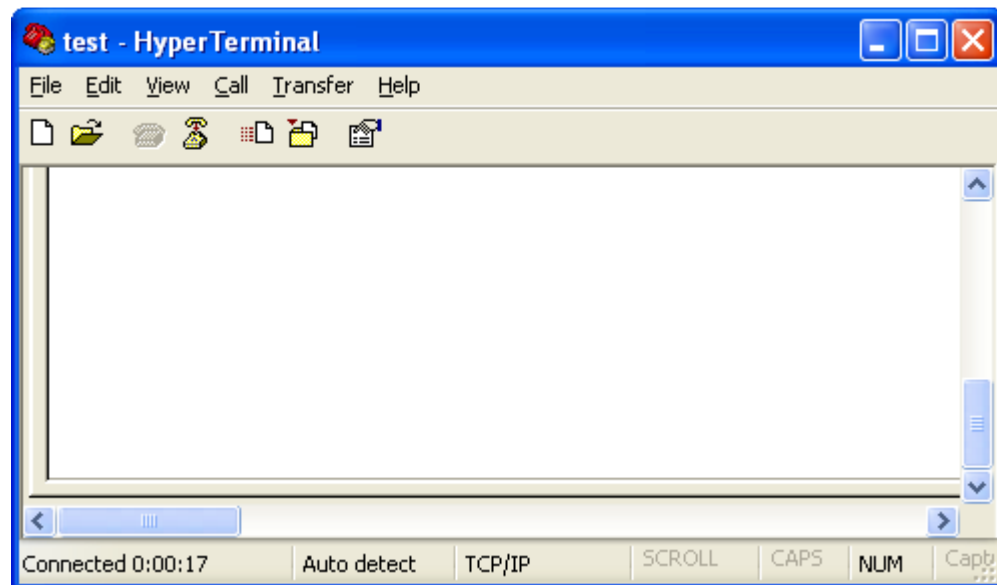 test - HyperTerminal
File Edit View Call Transfer Help
Connected 0:00:17 Auto detect TCP/IP SCROLL CAPS NUM Captu